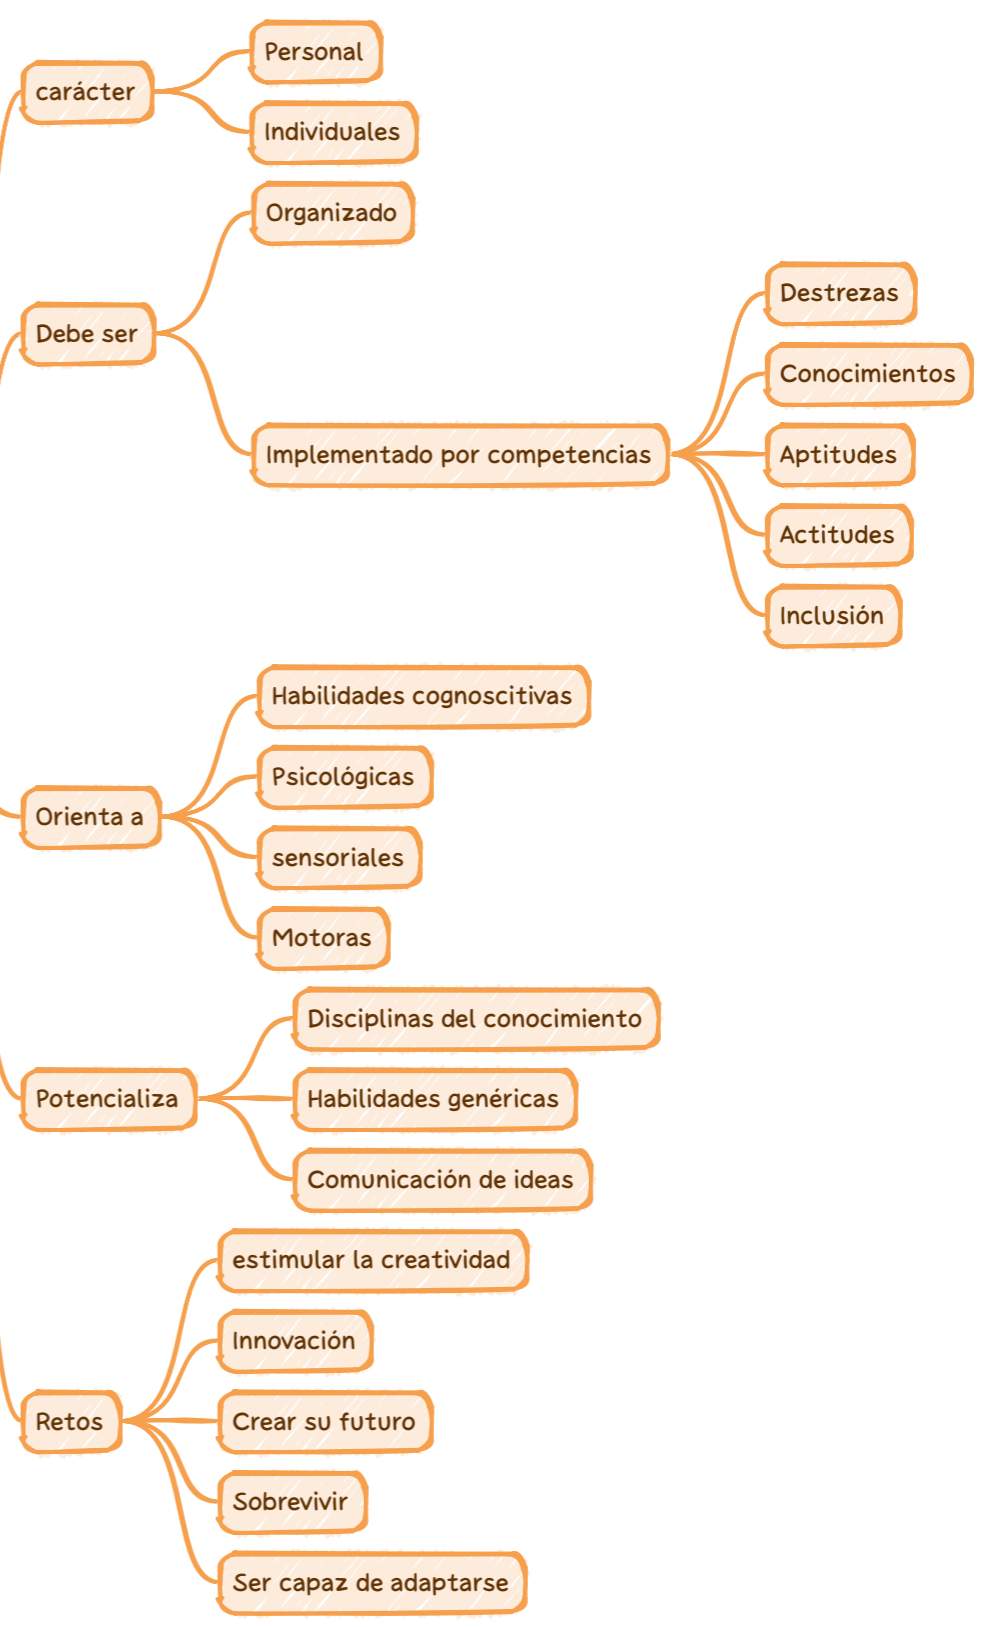 carácter
Personal
Individuales
Debe ser
Organizado
Implementado por competencias
Destrezas
Conocimientos
Aptitudes
Actitudes
Inclusión
Orienta a
Habilidades cognoscitivas
Psicológicas
sensoriales
Motoras
Potencializa
Disciplinas del conocimiento
Habilidades genéricas
Comunicación de ideas
Retos
estimular la creatividad
Innovación
Crear su futuro
Sobrevivir
Ser capaz de adaptarse